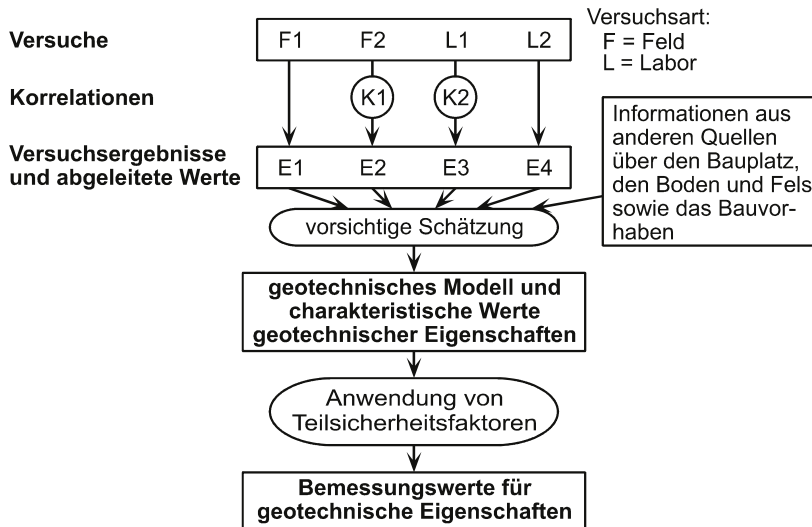 Versuche
F1 F2 L1 L2
Versuchsart:
F = Feld
L = Labor
Korrelationen
K1 K2
Versuchsergebnisse
und abgeleitete Werte
E1 E2 E3 E4
Informationen aus
anderen Quellen
über den Bauplatz,
den Boden und Fels
sowie das Bauvor-
haben
vorsichtige Schätzung
geotechnisches Modell und
charakteristische Werte
geotechnischer Eigenschaften
Anwendung von
Teilsicherheitsfaktoren
Bemessungswerte für
geotechnische Eigenschaften